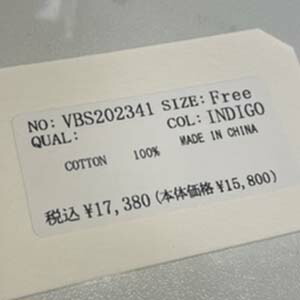 NO: VBS202341 SIZE: Free
QUAL: COL: INDIGO
COTTON 100% MADE IN CHINA
税込 ¥17,380 (本体価格 ¥15,800)